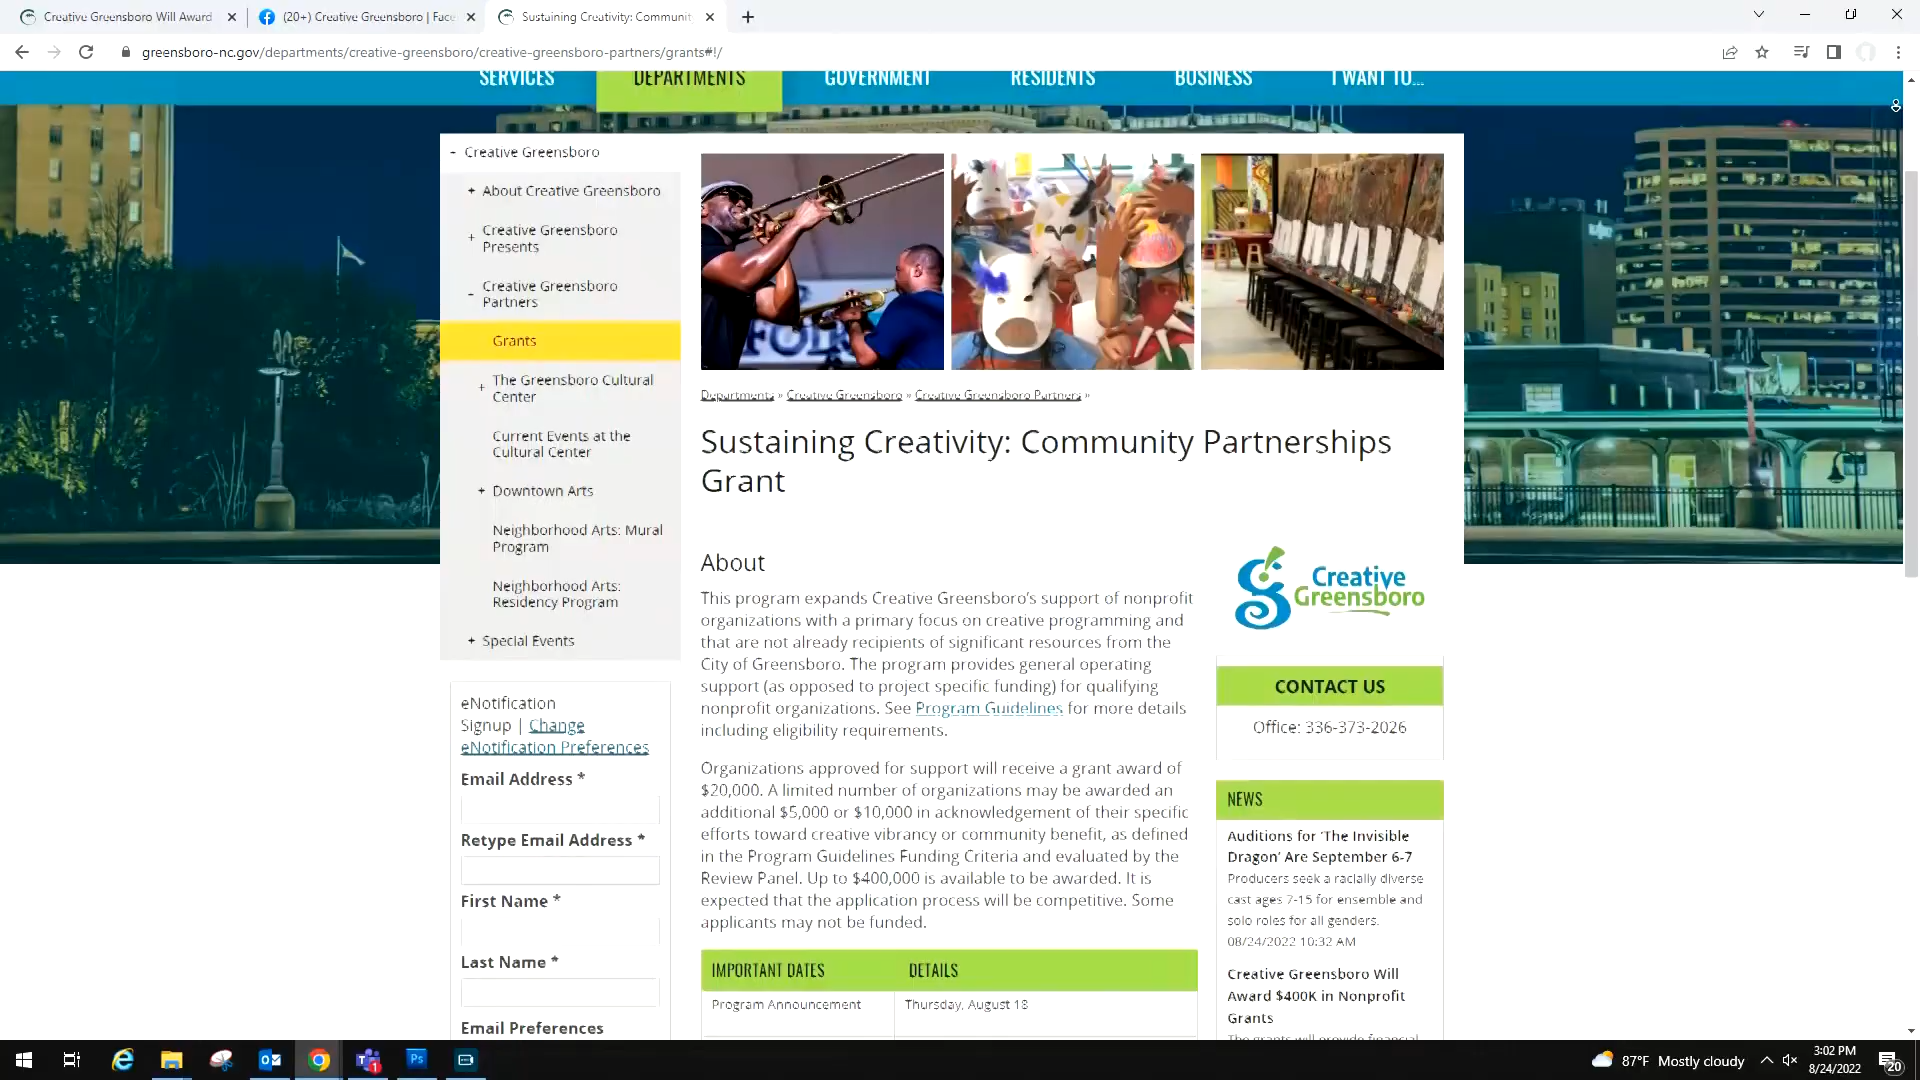 Creative Greensboro Will Award
(20+) Creative Greensboro | Face
Sustaining Creativity: Communit
greensboro-nc.gov/departments/creative-greensboro/creative-greensboro-partners/grants#!/
SERVICES
DEPARTMENTS
GOVERNMENT
RESIDENTS
BUSINESS
I WANT TO...
- Creative Greensboro
+ About Creative Greensboro
+ Creative Greensboro
Presents
- Creative Greensboro
Partners
Grants
+ The Greensboro Cultural
Center
Current Events at the
Cultural Center
+ Downtown Arts
Neighborhood Arts: Mural
Program
Neighborhood Arts:
Residency Program
+ Special Events
eNotification
Signup | Change
eNotification Preferences
Email Address *
Retype Email Address *
First Name *
Last Name *
Email Preferences
Departments » Creative Greensboro » Creative Greensboro Partners »
Sustaining Creativity: Community Partnerships
Grant
About
This program expands Creative Greensboro's support of nonprofit
organizations with a primary focus on creative programming and
that are not already recipients of significant resources from the
City of Greensboro. The program provides general operating
support (as opposed to project specific funding) for qualifying
nonprofit organizations. See Program Guidelines for more details
including eligibility requirements.
Organizations approved for support will receive a grant award of
$20,000. A limited number of organizations may be awarded an
additional $5,000 or $10,000 in acknowledgement of their specific
efforts toward creative vibrancy or community benefit, as defined
in the Program Guidelines Funding Criteria and evaluated by the
Review Panel. Up to $400,000 is available to be awarded. It is
expected that the application process will be competitive. Some
applicants may not be funded.
IMPORTANT DATES DETAILS
Program Announcement Thursday, August 18
Creative
Greensboro
CONTACT US
Office: 336-373-2026
NEWS
Auditions for 'The Invisible
Dragon' Are September 6-7
Producers seek a racially diverse
cast ages 7-15 for ensemble and
solo roles for all genders.
08/24/2022 10:32 AM
Creative Greensboro Will
Award $400K in Nonprofit
Grants
The grants will provide financial
87°F Mostly cloudy
3:02 PM
8/24/2022
20
Ps
1